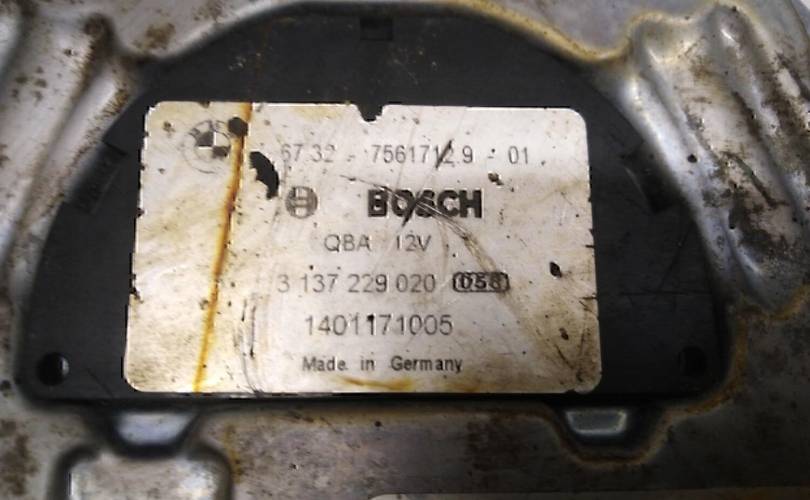 67.32 - 7561712.9 - 01
BOSCH
QBA 12V
3 137 229 020 058
1401171005
Made in Germany